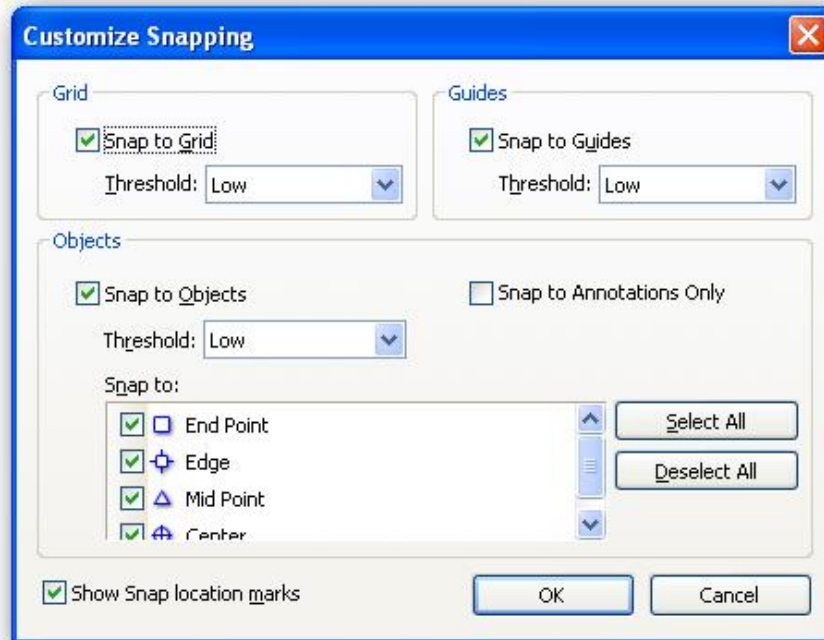 Customize Snapping
Grid
Snap to Grid
Threshold: Low
Guides
Snap to Guides
Threshold: Low
Objects
Snap to Objects
Snap to Annotations Only
Threshold: Low
Snap to:
End Point
Edge
Mid Point
Center
Select All
Deselect All
Show Snap location marks
OK
Cancel